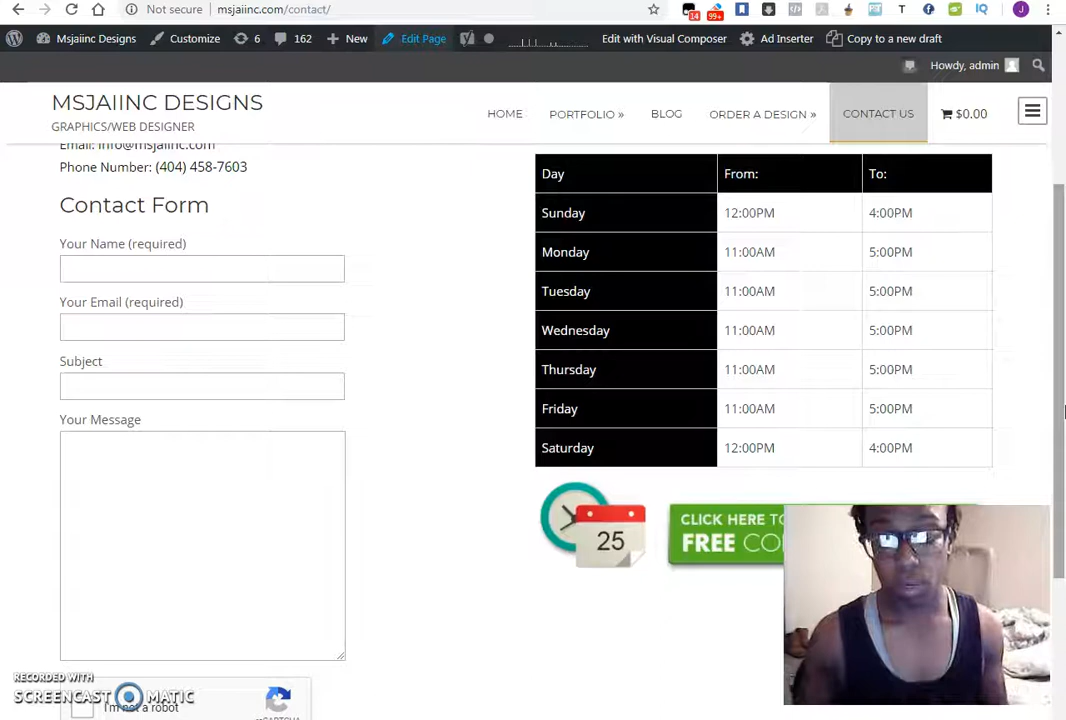 Not secure | msjaiinc.com/contact/
14
99+
T
IQ
J
Msjaiinc Designs
Customize
6
162
New
Edit Page
Edit with Visual Composer
Ad Inserter
Copy to a new draft
Howdy, admin
MSJAIINC DESIGNS
GRAPHICS/WEB DESIGNER
HOME
PORTFOLIO »
BLOG
ORDER A DESIGN »
CONTACT US
$0.00
Email: info@msjaiinc.com
Phone Number: (404) 458-7603
Contact Form
Your Name (required)
Your Email (required)
Subject
Your Message
I'm not a robot
Day From: To:
Sunday 12:00PM 4:00PM
Monday 11:00AM 5:00PM
Tuesday 11:00AM 5:00PM
Wednesday 11:00AM 5:00PM
Thursday 11:00AM 5:00PM
Friday 11:00AM 5:00PM
Saturday 12:00PM 4:00PM
25
CLICK HERE TO
FREE
RECORDED WITH
SCREENCAST MATIC